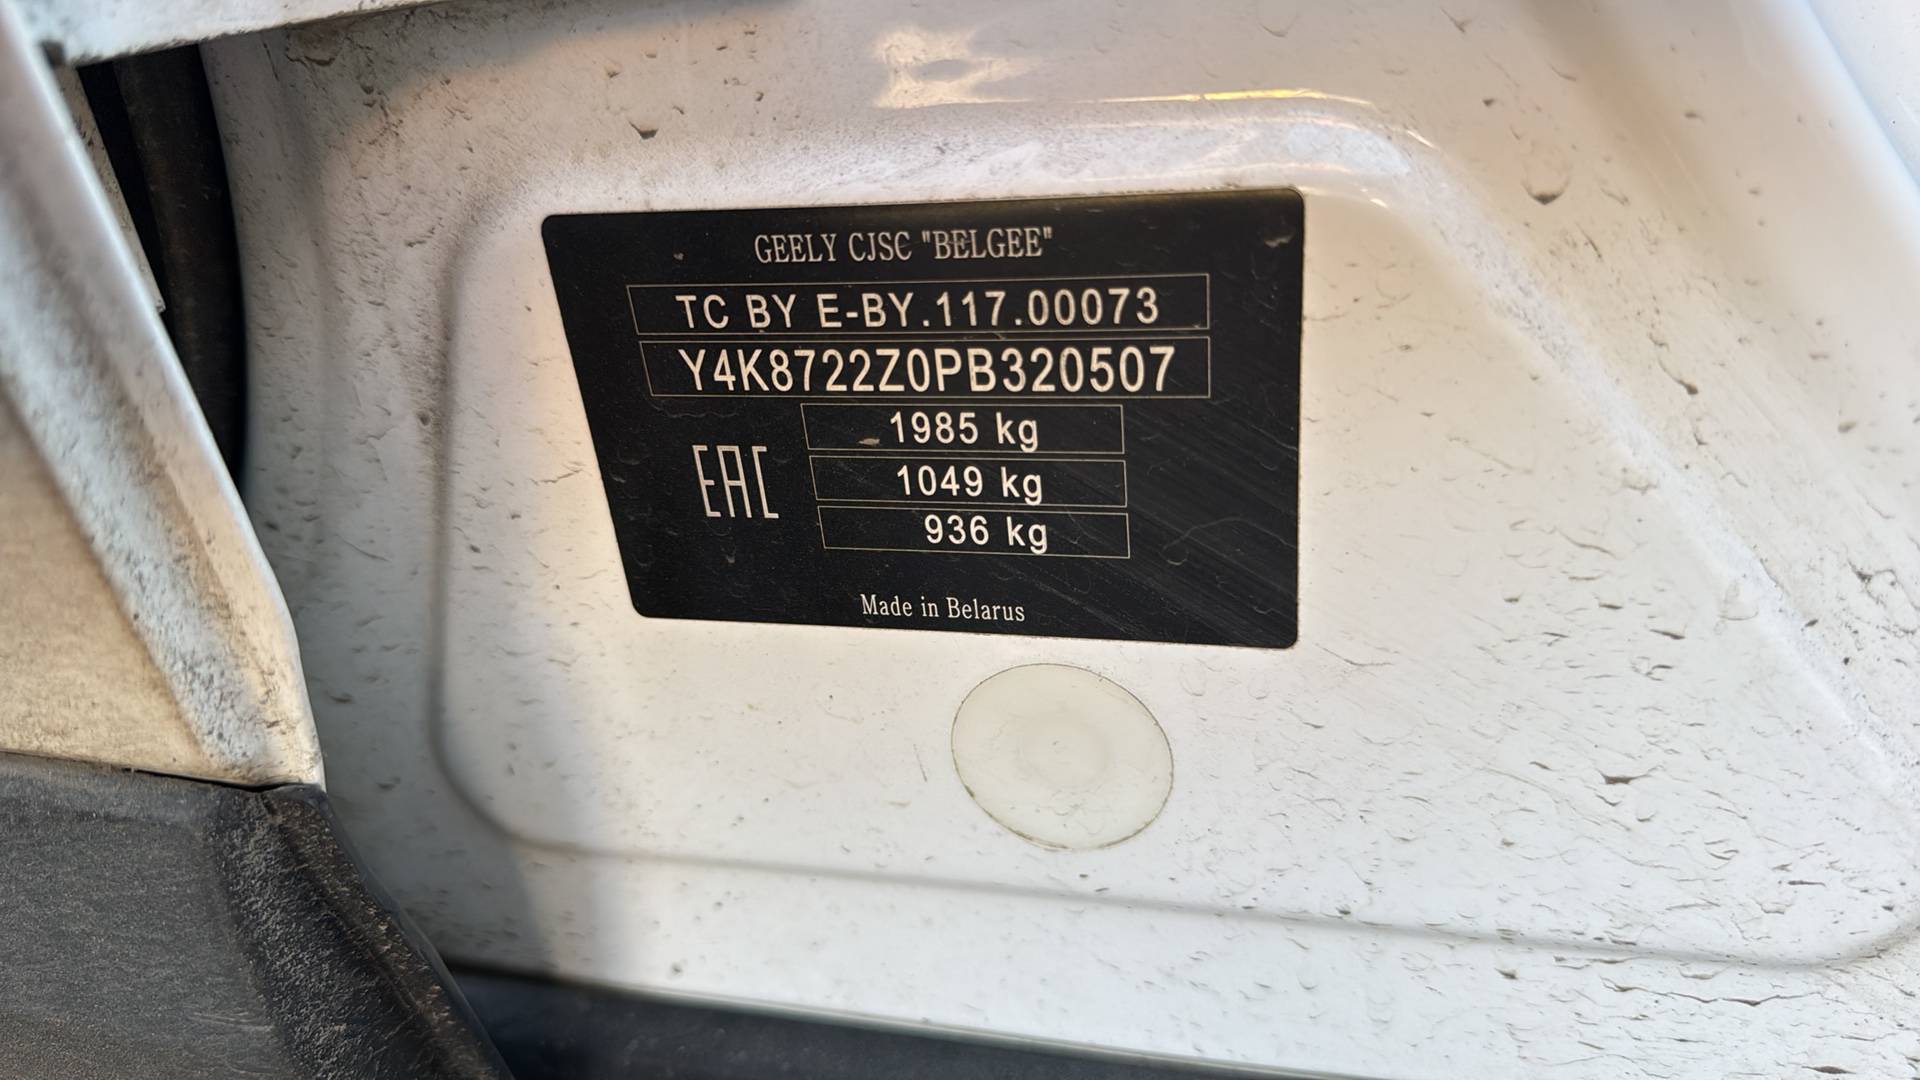 GEELY CJSC "BELGEE"
TC BY E-BY.117.00073
Y4K8722Z0PB320507
1985 kg
EAC
1049 kg
936 kg
Made in Belarus